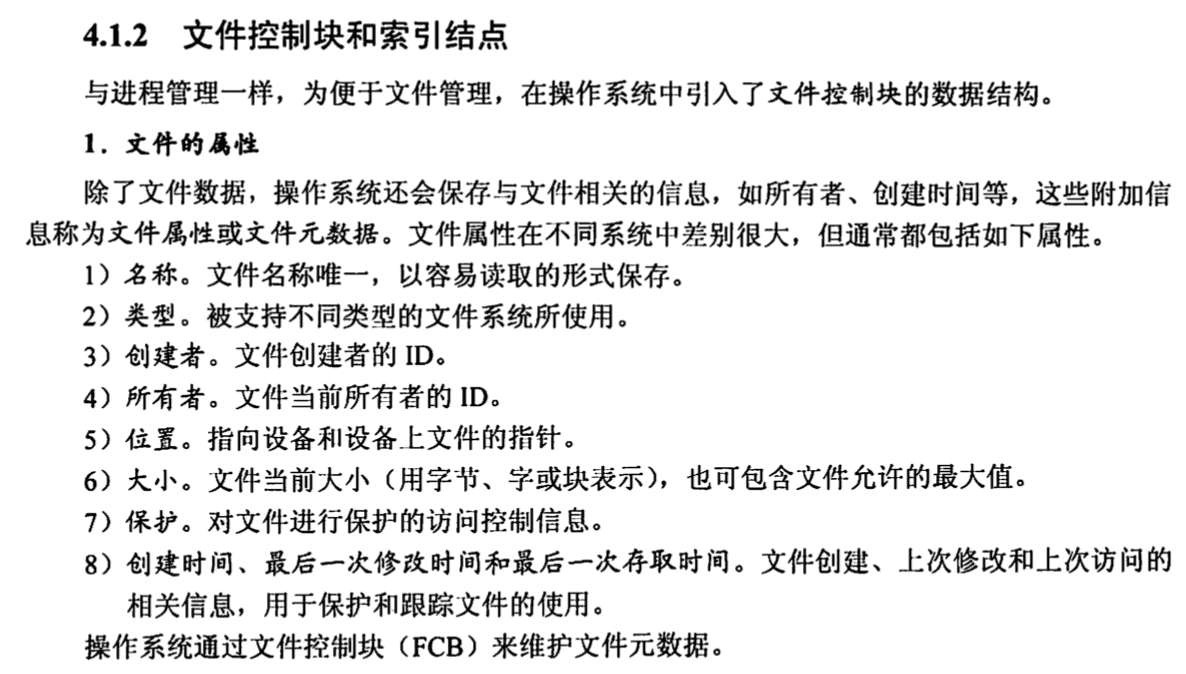 4.1.2 文件控制块和索引结点
与进程管理一样，为便于文件管理，在操作系统中引入了文件控制块的数据结构。
1．文件的属性
除了文件数据，操作系统还会保存与文件相关的信息，如所有者、创建时间等，这些附加信
息称为文件属性或文件元数据。文件属性在不同系统中差别很大，但通常都包括如下属性。
1）名称。文件名称唯一，以容易读取的形式保存。
2）类型。被支持不同类型的文件系统所使用。
3）创建者。文件创建者的 ID。
4）所有者。文件当前所有者的 ID。
5）位置。指向设备和设备上文件的指针。
6）大小。文件当前大小（用字节、字或块表示），也可包含文件允许的最大值。
7）保护。对文件进行保护的访问控制信息。
8）创建时间、最后一次修改时间和最后一次存取时间。文件创建、上次修改和上次访问的
相关信息，用于保护和跟踪文件的使用。
操作系统通过文件控制块（FCB）来维护文件元数据。